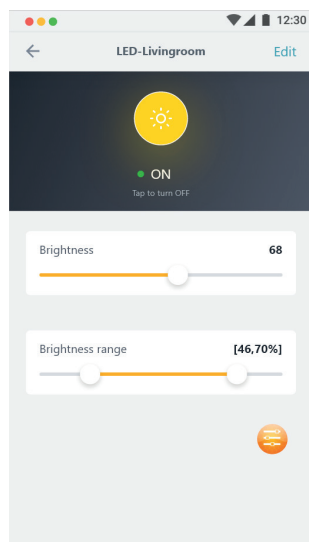 12:30
LED-Livingroom Edit
ON
Tap to turn OFF
Brightness 68
Brightness range [46,70%]